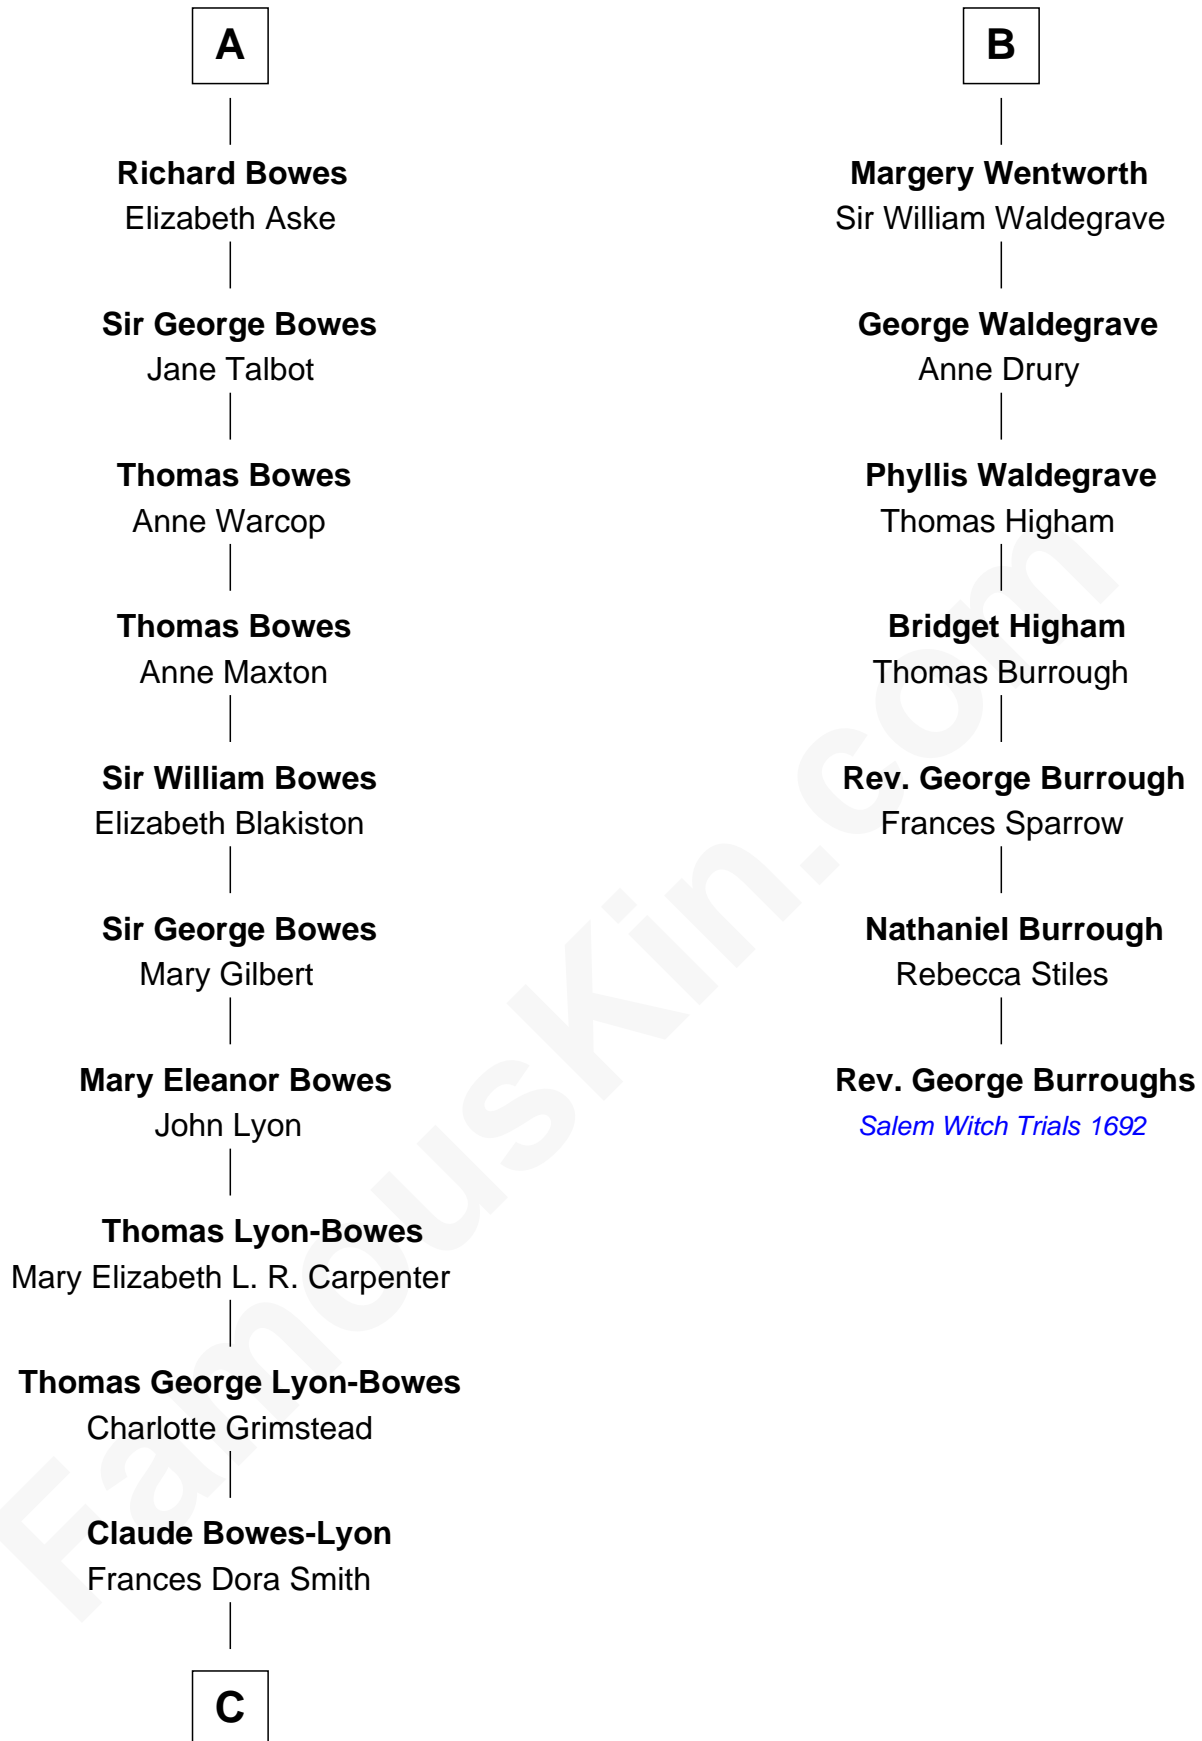 A
Richard Bowes
Elizabeth Aske
Sir George Bowes
Jane Talbot
Thomas Bowes
Anne Warcop
Thomas Bowes
Anne Maxton
Sir William Bowes
Elizabeth Blakiston
Sir George Bowes
Mary Gilbert
Mary Eleanor Bowes
John Lyon
Thomas Lyon-Bowes
Mary Elizabeth L. R. Carpenter
Thomas George Lyon-Bowes
Charlotte Grimstead
Claude Bowes-Lyon
Frances Dora Smith
C
B
Margery Wentworth
Sir William Waldegrave
George Waldegrave
Anne Drury
Phyllis Waldegrave
Thomas Higham
Bridget Higham
Thomas Burrough
Rev. George Burrough
Frances Sparrow
Nathaniel Burrough
Rebecca Stiles
Rev. George Burroughs
Salem Witch Trials 1692
FamousKin.com